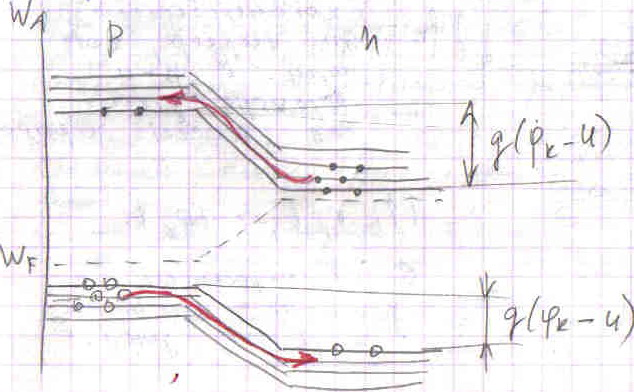 W_A
p n
g(φ_k-u)
W_F
g(φ_k-u)